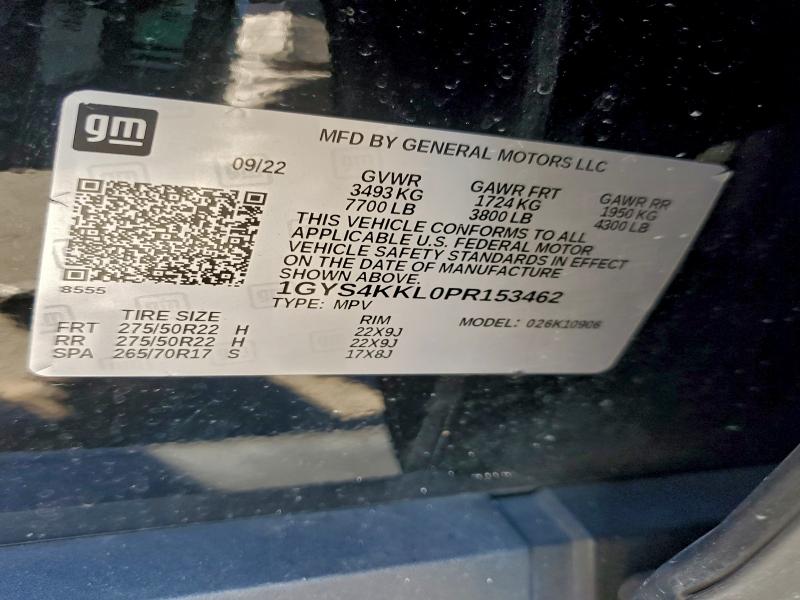 gm
MFD BY GENERAL MOTORS LLC
09/22
GVWR
3493 KG
7700 LB
GAWR FRT
1724 KG
3800 LB
GAWR RR
1950 KG
4300 LB
THIS VEHICLE CONFORMS TO ALL
APPLICABLE U.S. FEDERAL MOTOR
VEHICLE SAFETY STANDARDS IN EFFECT
ON THE DATE OF MANUFACTURE
SHOWN ABOVE.
8555
1GYS4KKL0PR153462
TYPE: MPV
MODEL: 026K10906
TIRE SIZE RIM
FRT 275/50R22 H 22X9J
RR 275/50R22 H 22X9J
SPA 265/70R17 S 17X8J